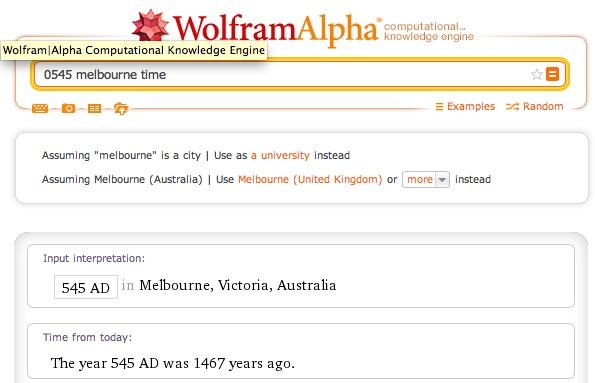 WolframAlpha® computational...
knowledge engine
Wolfram|Alpha Computational Knowledge Engine
0545 melbourne time
Examples Random
Assuming "melbourne" is a city | Use as a university instead
Assuming Melbourne (Australia) | Use Melbourne (United Kingdom) or more instead
Input interpretation:
545 AD in Melbourne, Victoria, Australia
Time from today:
The year 545 AD was 1467 years ago.